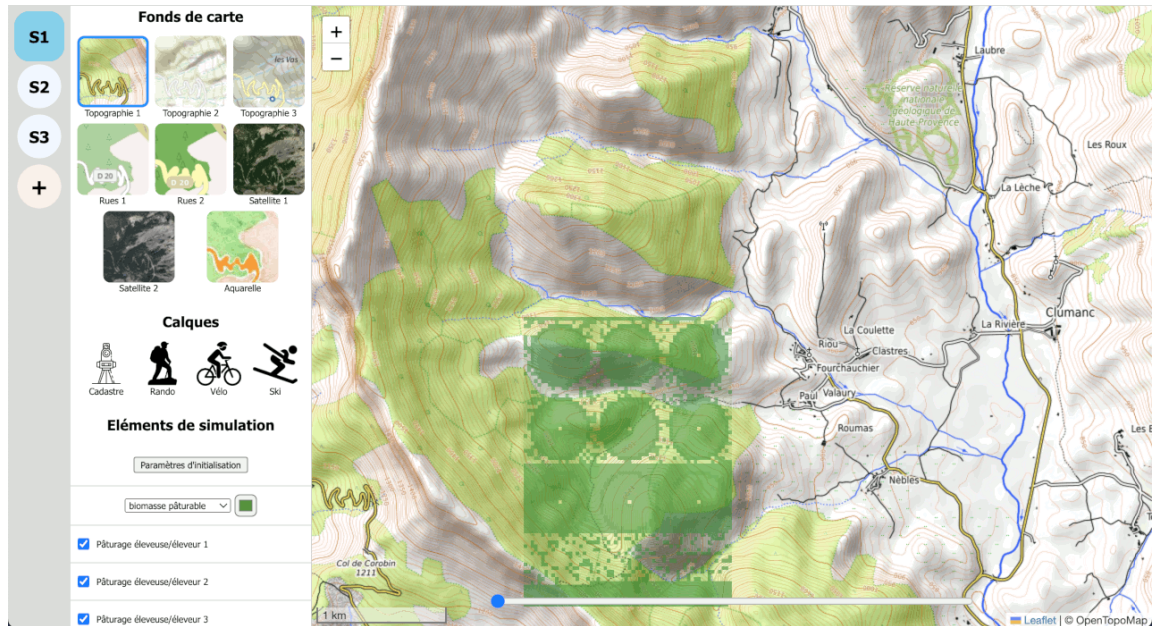 S1
S2
S3
+
Fonds de carte
Topographie 1
les Vas
Topographie 2
Topographie 3
D 20
Rues 1
D 20
Rues 2
Satellite 1
Satellite 2
Aquarelle
Calques
Cadastre
Rando
Vélo
Ski
Eléments de simulation
Paramètres d'initialisation
biomasse pâturable
Pâturage éleveuse/éleveur 1
Pâturage éleveuse/éleveur 2
Pâturage éleveuse/éleveur 3
+
−
Laubre
Réserve naturelle
nationale
géologique de
Haute Provence
Les Roux
La Lèche
Clumanc
La Rivière
La Coulette
Riou
Clastres
Fourchauchier
Paul
Valaury
Roumas
Nèbles
Col de Corobin
1211
1 km
Leaflet | © OpenTopoMap